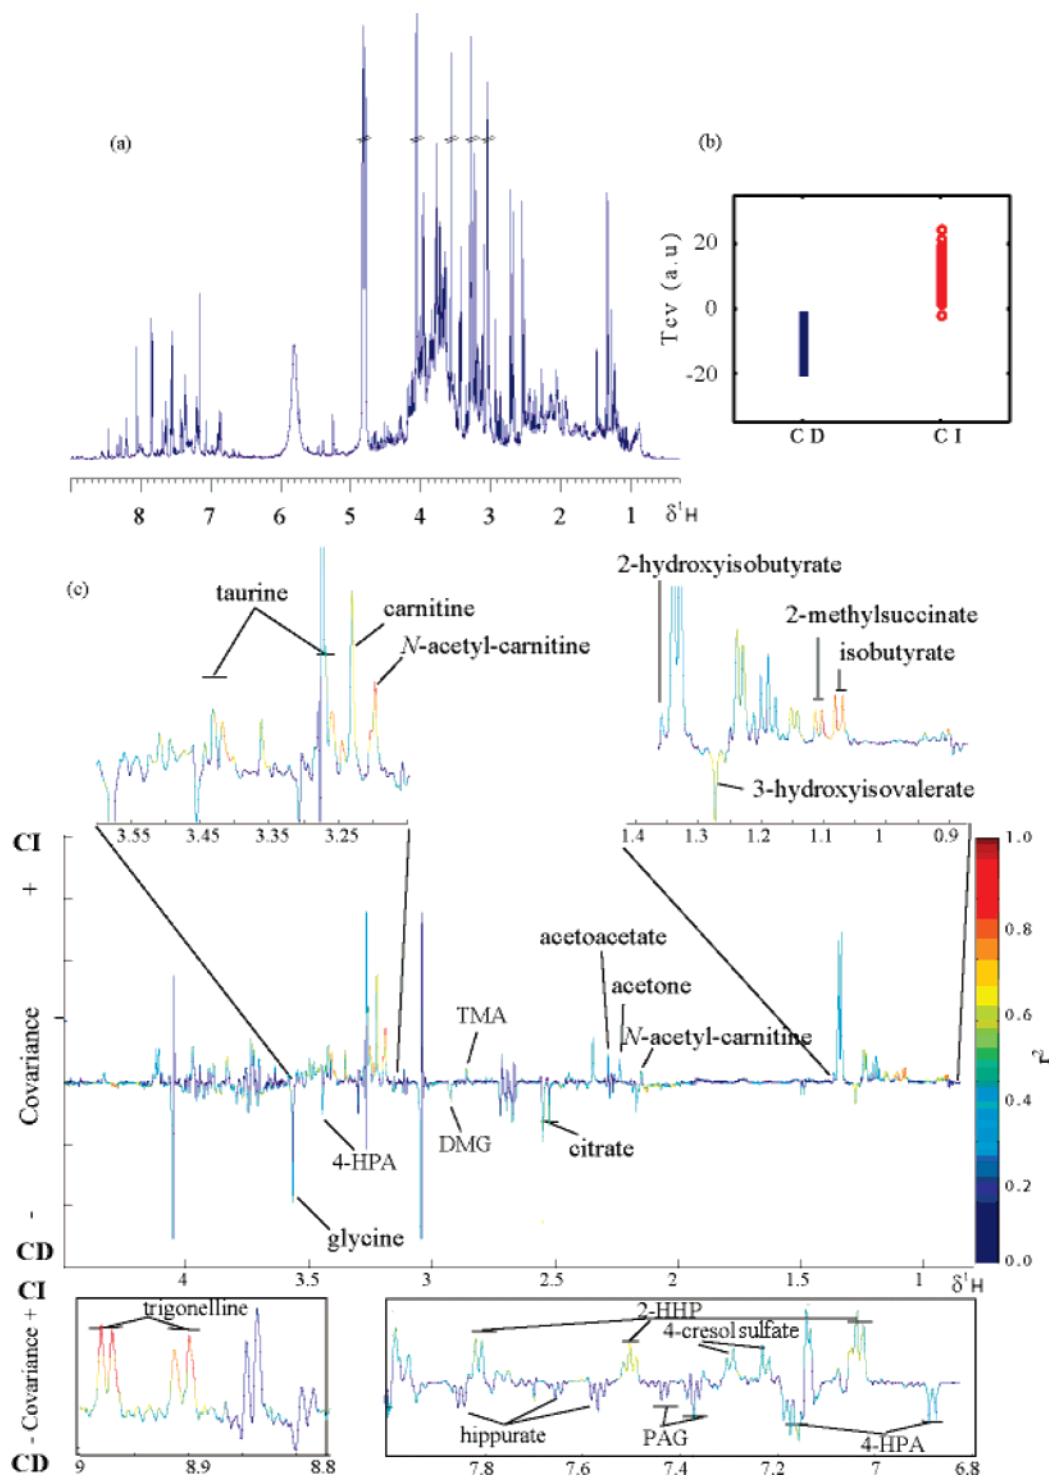 (a)
(b)
Tcv (a.u)
20
0
-20
CD CI
8 7 6 5 4 3 2 1 δ¹H
(c)
taurine
carnitine
N-acetyl-carnitine
2-hydroxyisobutyrate
2-methylsuccinate
isobutyrate
3-hydroxyisovalerate
3.55 3.45 3.35 3.25
1.4 1.3 1.2 1.1 1 0.9
CI
+
Covariance
-
CD
acetoacetate
acetone
TMA
N-acetyl-carnitine
DMG
4-HPA
citrate
glycine
1.0
0.8
0.6
0.4
0.2
0.0
r²
4 3.5 3 2.5 2 1.5 1 δ¹H
CI
- Covariance +
CD
trigonelline
9 8.9 8.8
2-HHP
4-cresol sulfate
hippurate
PAG
4-HPA
7.8 7.6 7.4 7.2 7 6.8